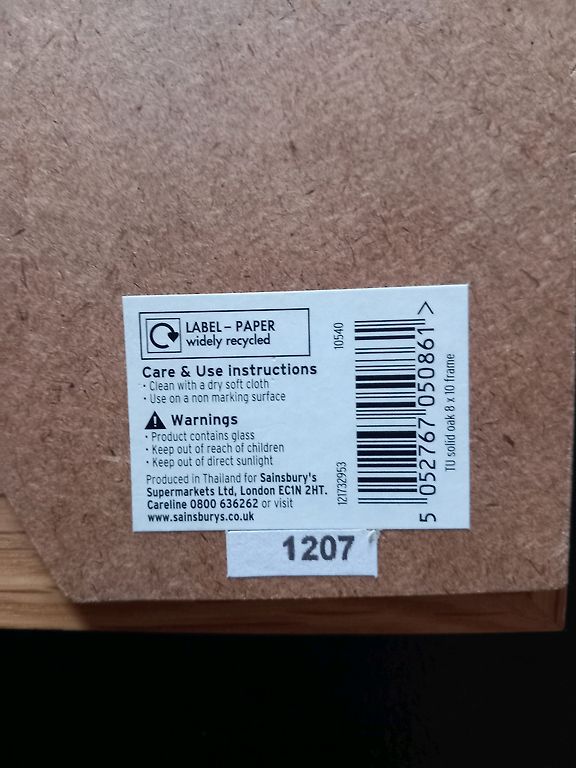 LABEL – PAPER
widely recycled
Care & Use instructions
· Clean with a dry soft cloth
· Use on a non marking surface
Warnings
· Product contains glass
· Keep out of reach of children
· Keep out of direct sunlight
Produced in Thailand for Sainsbury's
Supermarkets Ltd, London EC1N 2HT.
Careline 0800 636262 or visit
www.sainsburys.co.uk
10540
121732953
5 052767 050861 >
TU solid oak 8 x 10 frame
1207